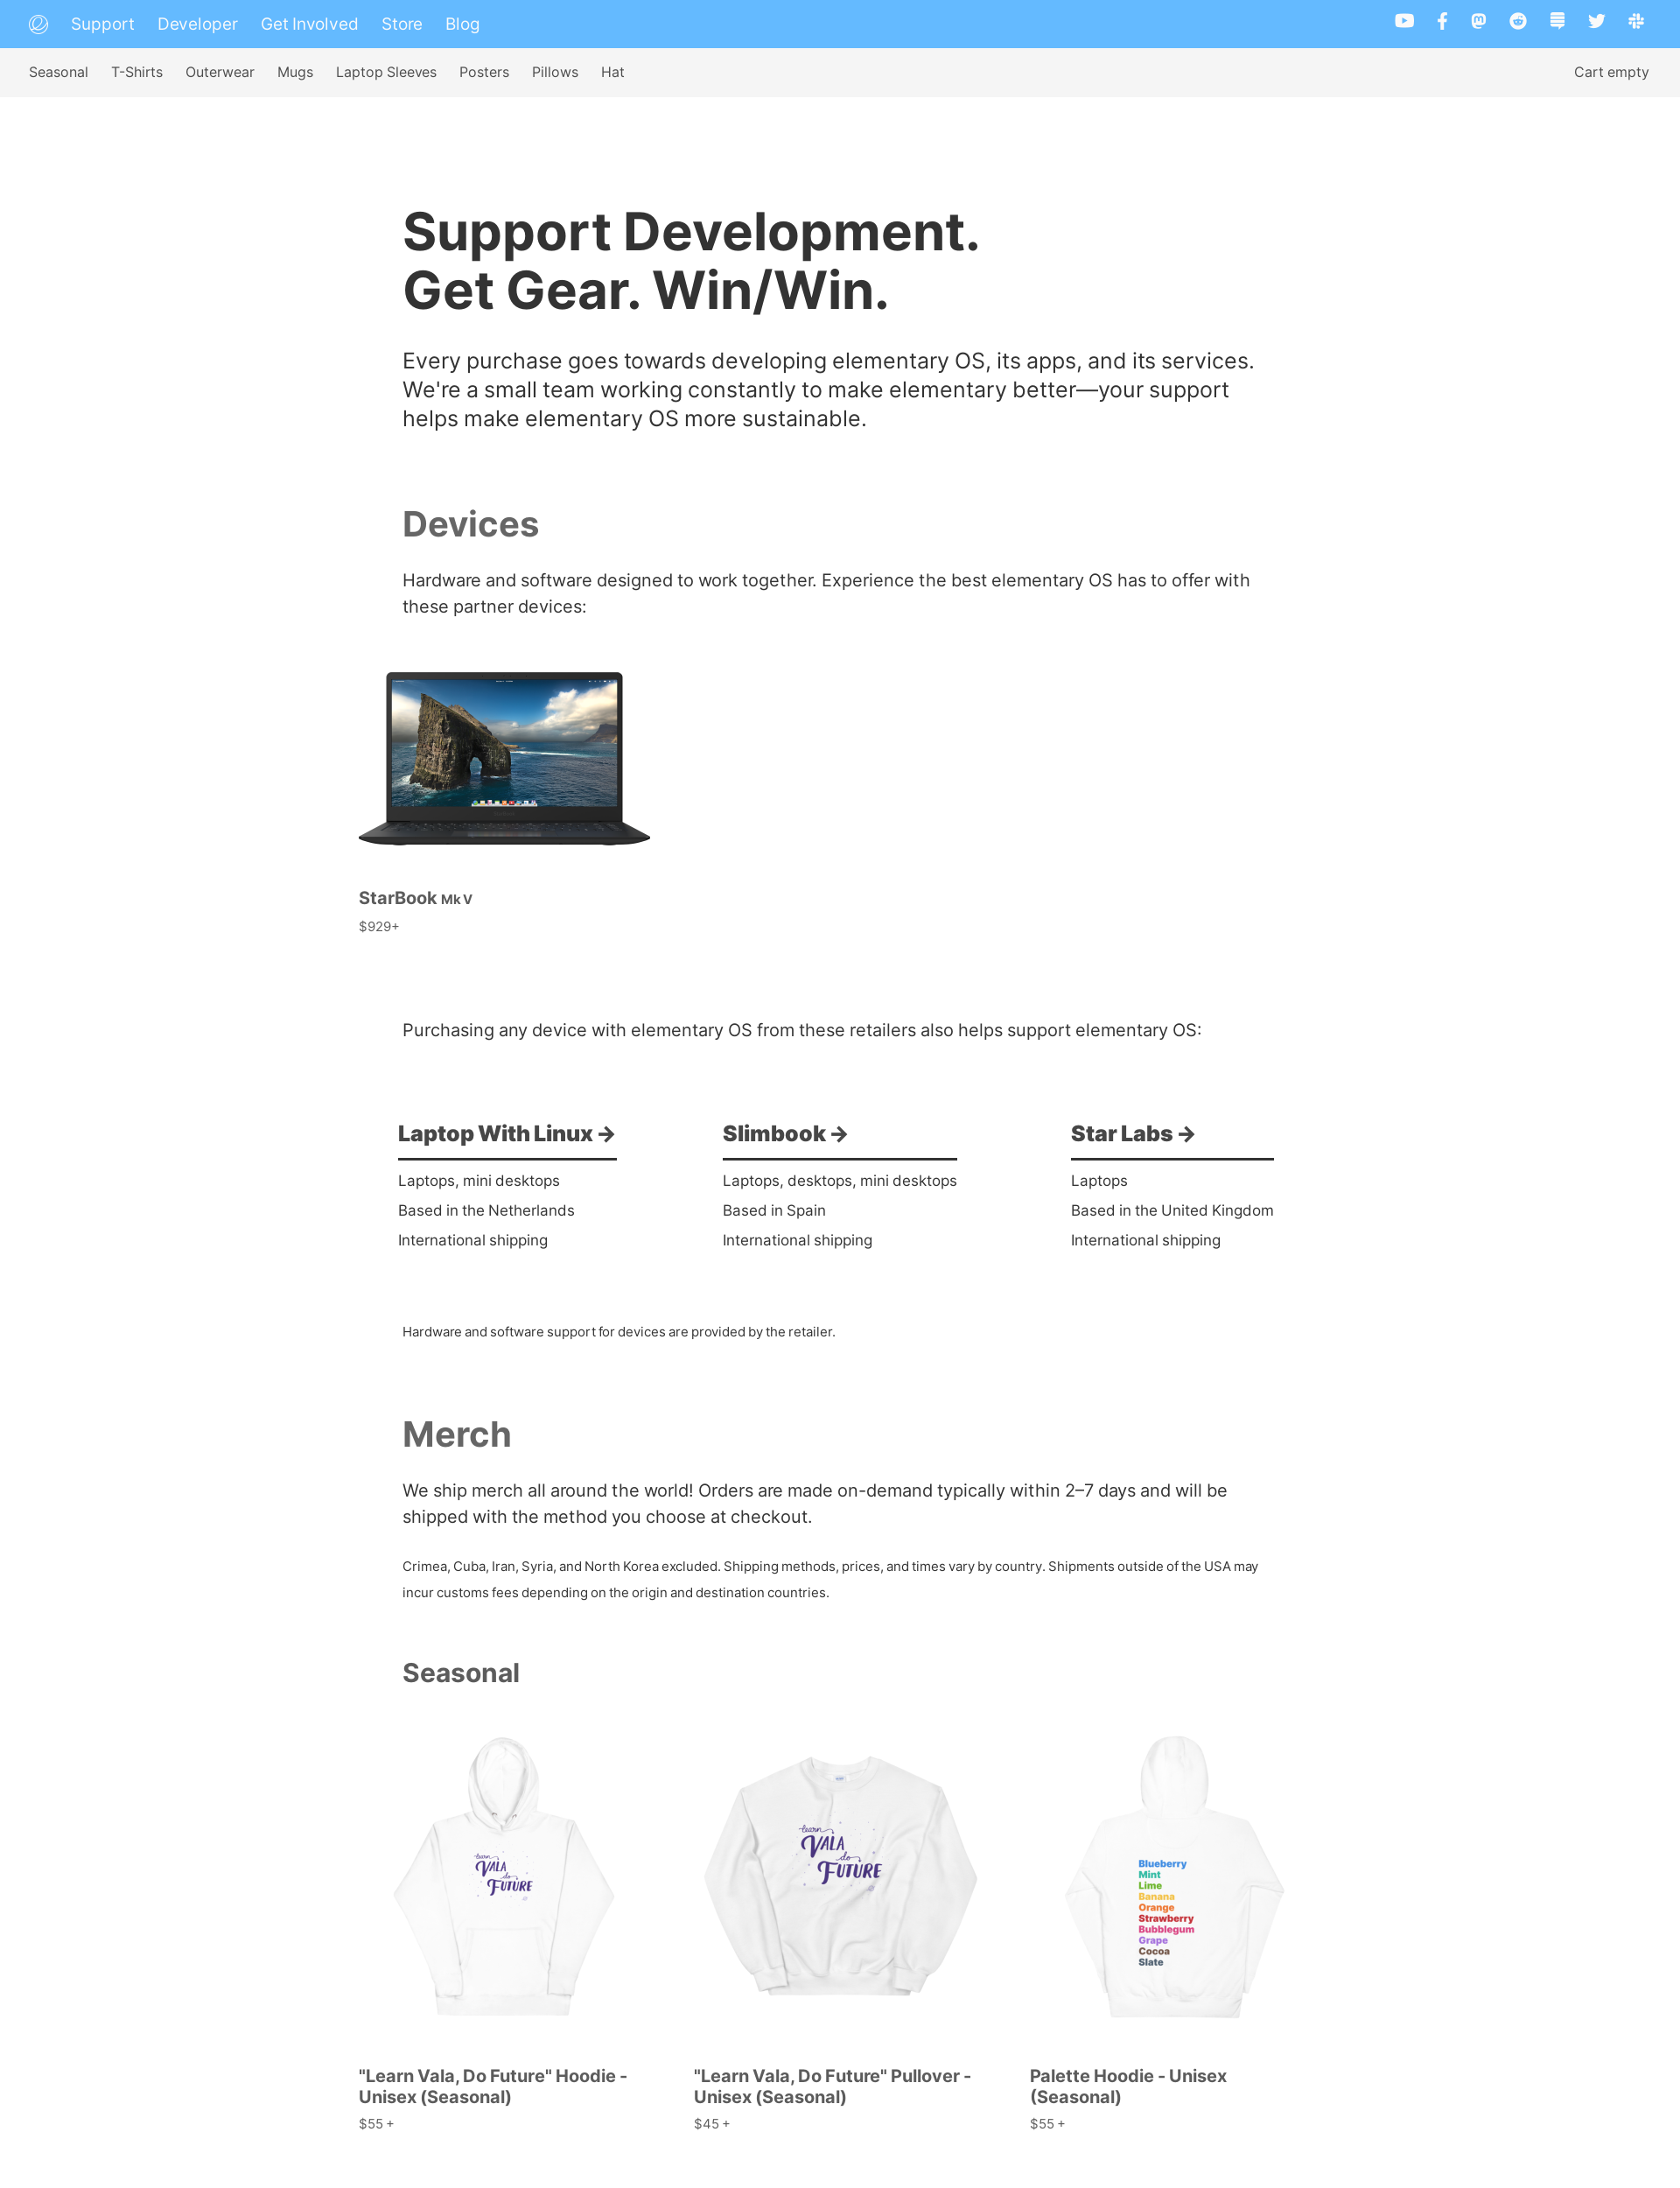 Support Developer Get Involved Store Blog
Seasonal T-Shirts Outerwear Mugs Laptop Sleeves Posters Pillows Hat Cart empty
Support Development.
Get Gear. Win/Win.
Every purchase goes towards developing elementary OS, its apps, and its services.
We're a small team working constantly to make elementary better—your support
helps make elementary OS more sustainable.
Devices
Hardware and software designed to work together. Experience the best elementary OS has to offer with
these partner devices:
StarBook Mk V
$929+
Purchasing any device with elementary OS from these retailers also helps support elementary OS:
Laptop With Linux →
Laptops, mini desktops
Based in the Netherlands
International shipping
Slimbook →
Laptops, desktops, mini desktops
Based in Spain
International shipping
Star Labs →
Laptops
Based in the United Kingdom
International shipping
Hardware and software support for devices are provided by the retailer.
Merch
We ship merch all around the world! Orders are made on-demand typically within 2–7 days and will be
shipped with the method you choose at checkout.
Crimea, Cuba, Iran, Syria, and North Korea excluded. Shipping methods, prices, and times vary by country. Shipments outside of the USA may
incur customs fees depending on the origin and destination countries.
Seasonal
learn
VALA
do
FUTURE
learn
VALA
do
FUTURE
Blueberry
Mint
Lime
Banana
Orange
Strawberry
Bubblegum
Grape
Cocoa
Slate
"Learn Vala, Do Future" Hoodie -
Unisex (Seasonal)
$55 +
"Learn Vala, Do Future" Pullover -
Unisex (Seasonal)
$45 +
Palette Hoodie - Unisex
(Seasonal)
$55 +